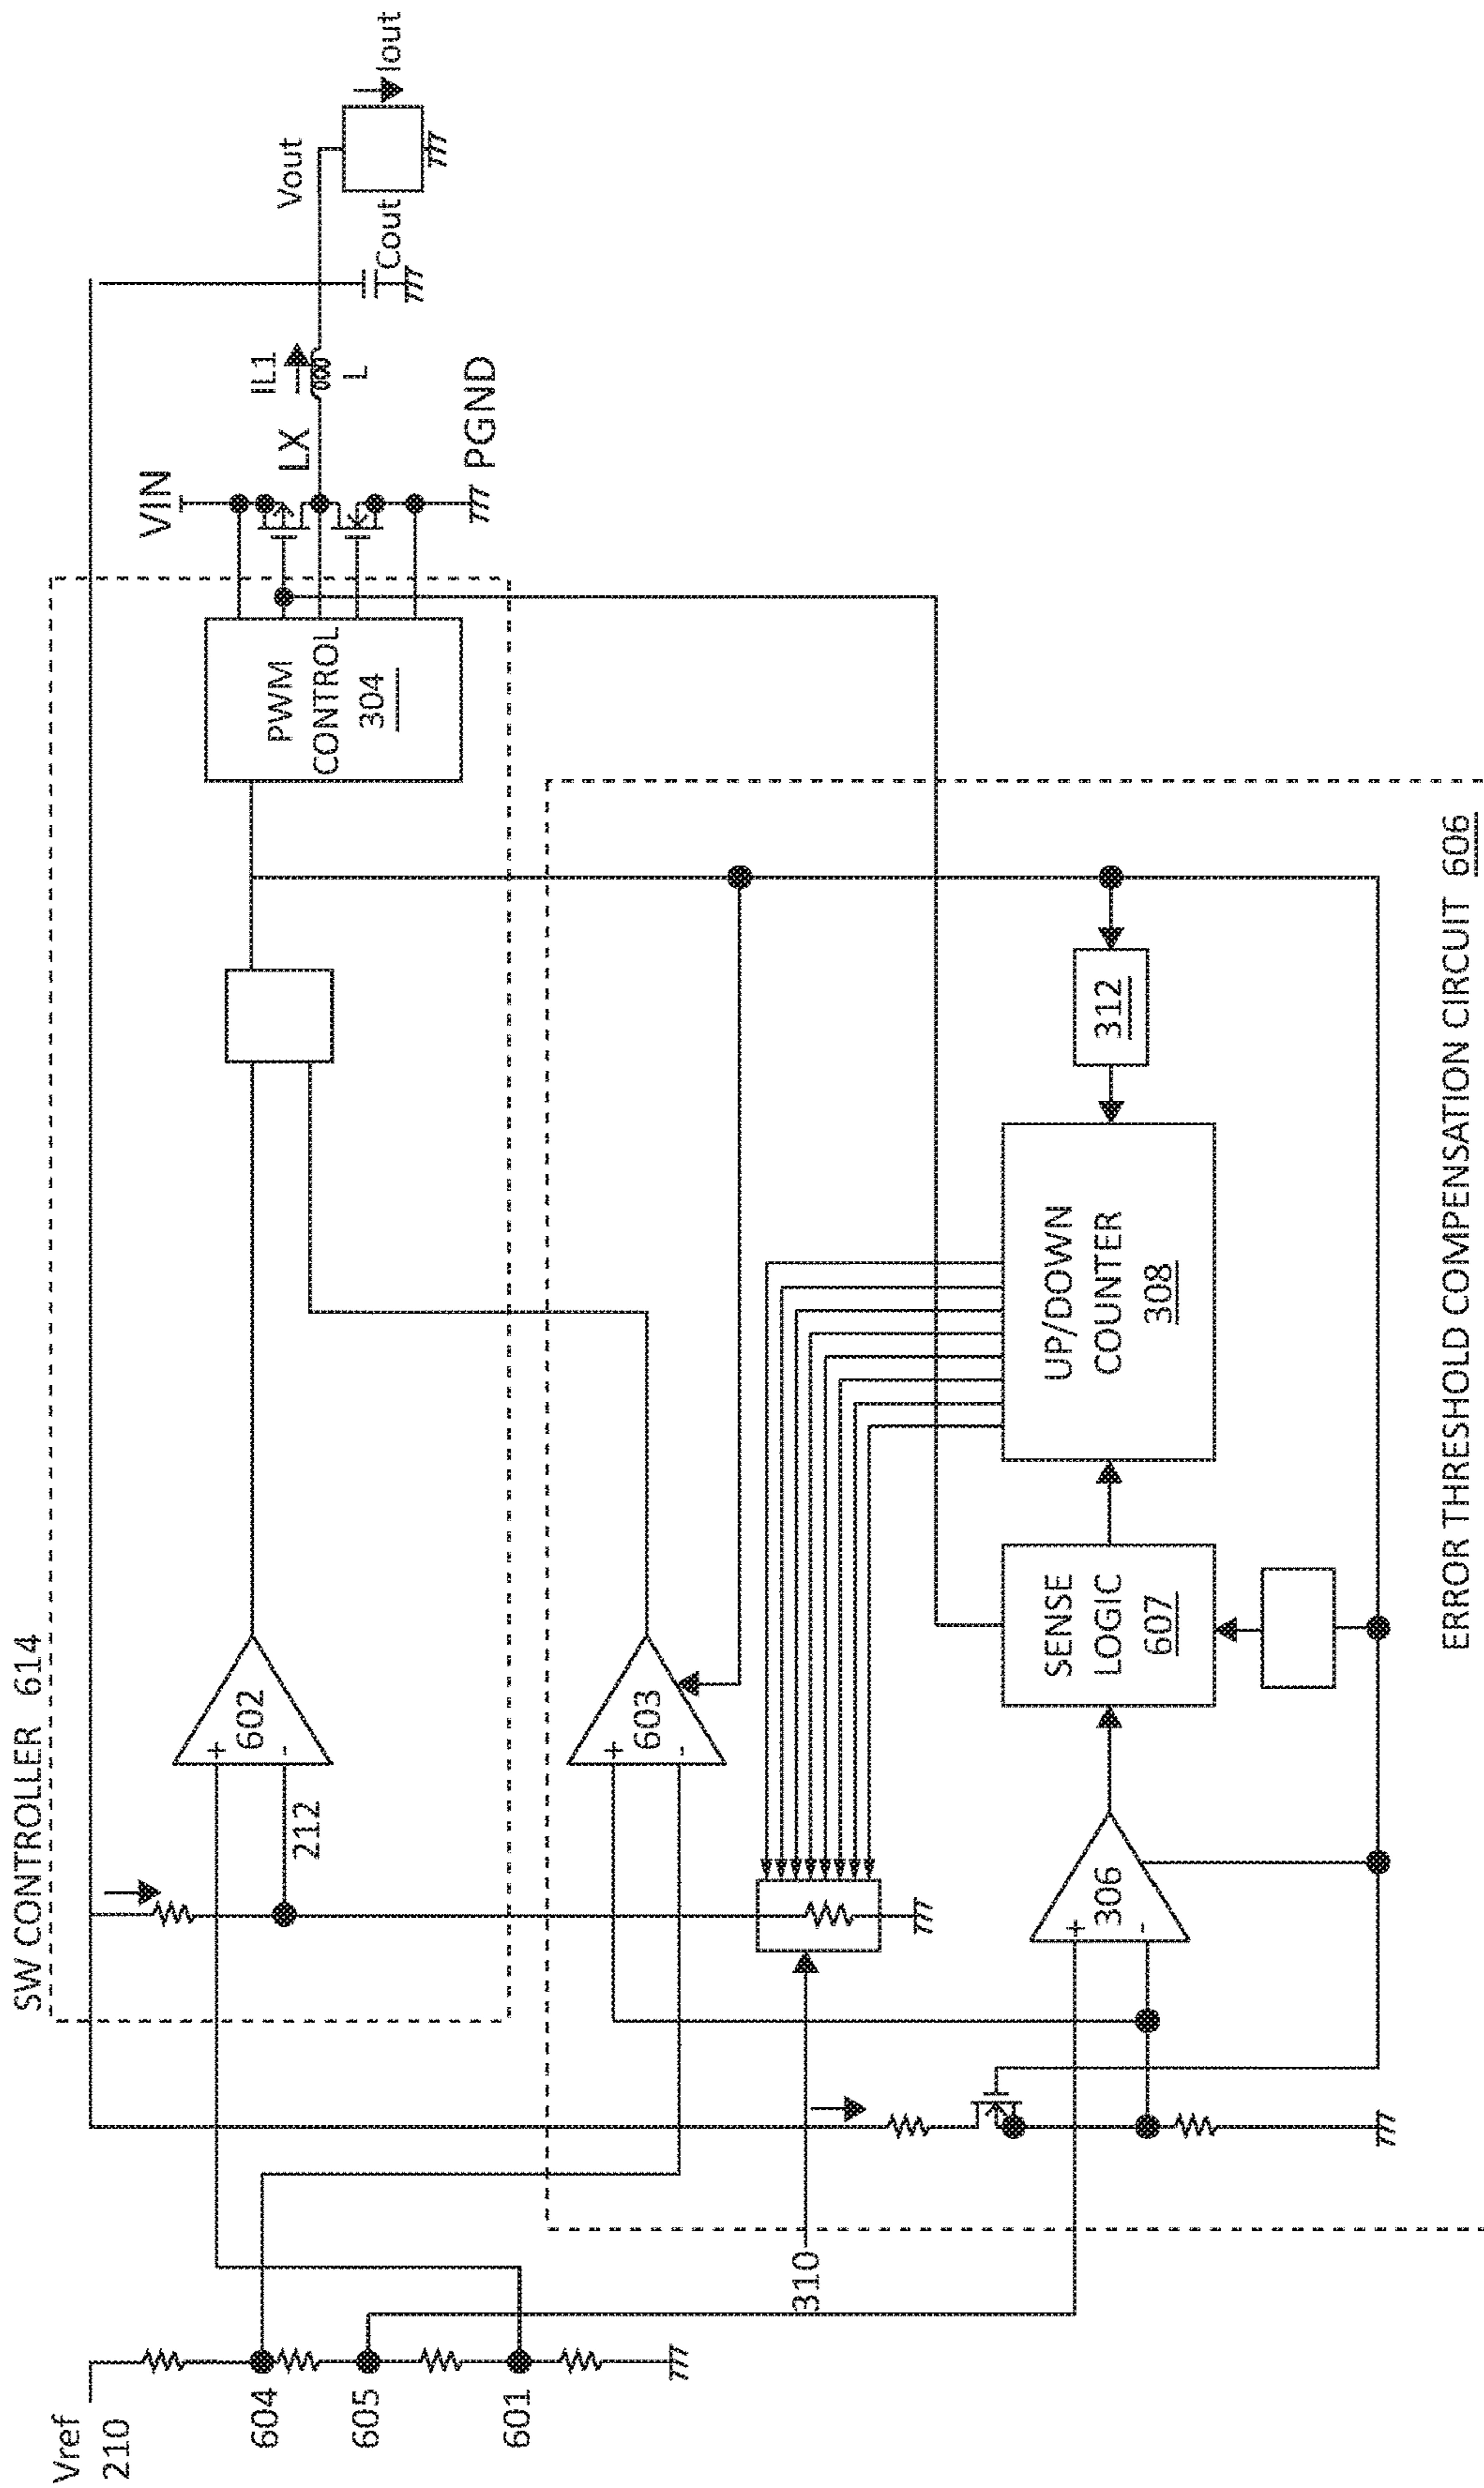 SW CONTROLLER 614
Vref
210
604
605
601
602
+
-
212
PWM
CONTROL
304
VIN
LX
IL1
L
PGND
Vout
Cout
Iout
603
+
-
310
306
+
-
SENSE
LOGIC
607
UP/DOWN
COUNTER
308
312
ERROR THRESHOLD COMPENSATION CIRCUIT 606